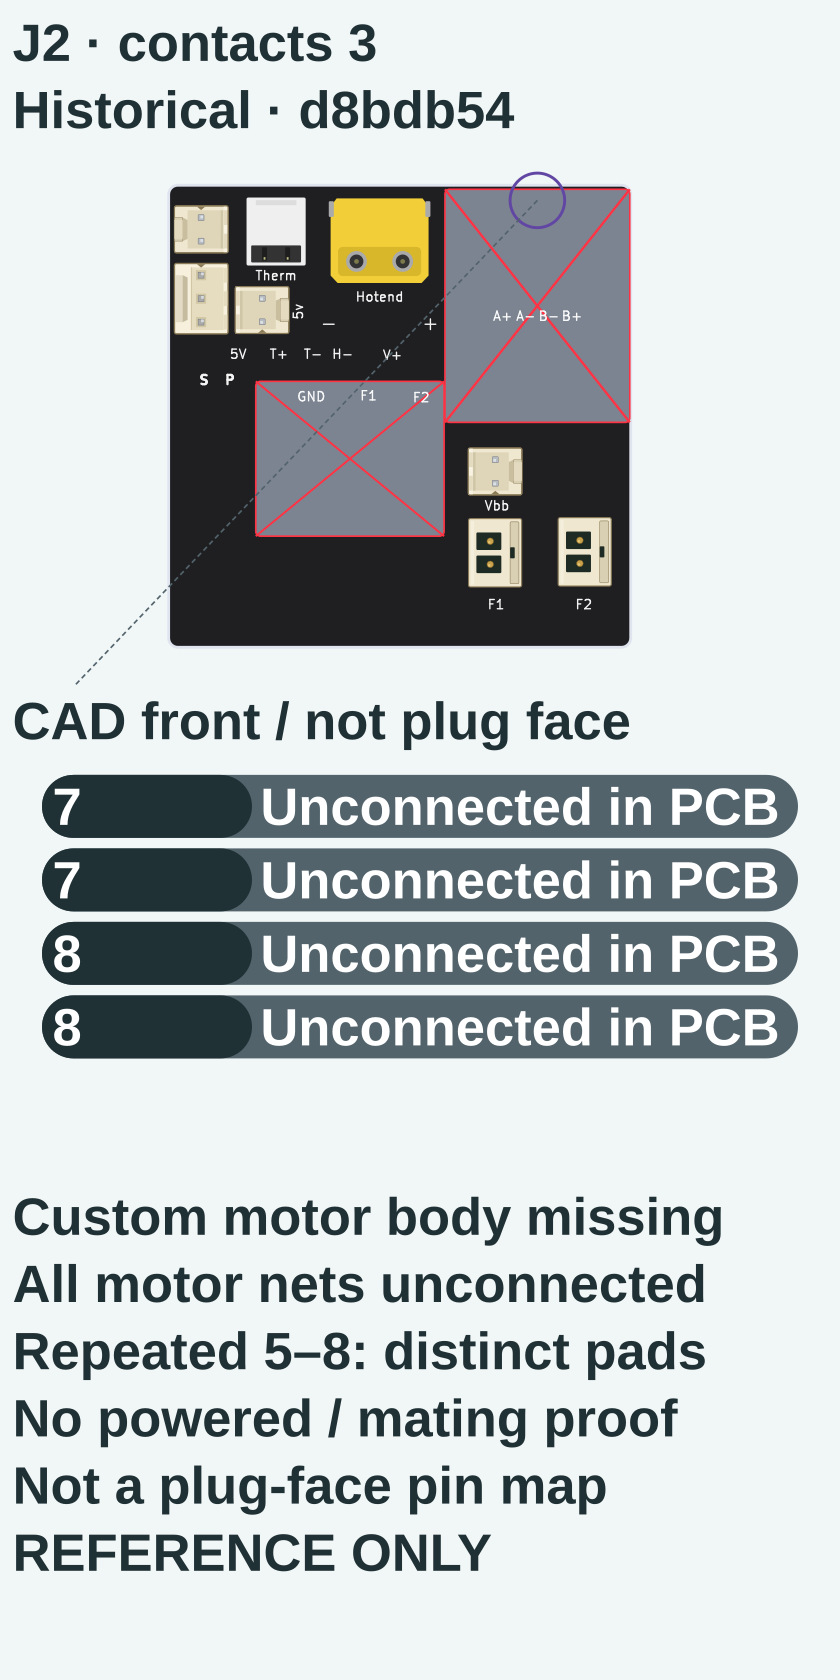 J2 · contacts 3
Historical · d8bdb54
Therm
Hotend
5v
− +
A+ A- B- B+
5V T+ T- H- V+
S P
GND F1 F2
Vbb
F1 F2
CAD front / not plug face
7 Unconnected in PCB
7 Unconnected in PCB
8 Unconnected in PCB
8 Unconnected in PCB
Custom motor body missing
All motor nets unconnected
Repeated 5–8: distinct pads
No powered / mating proof
Not a plug-face pin map
REFERENCE ONLY